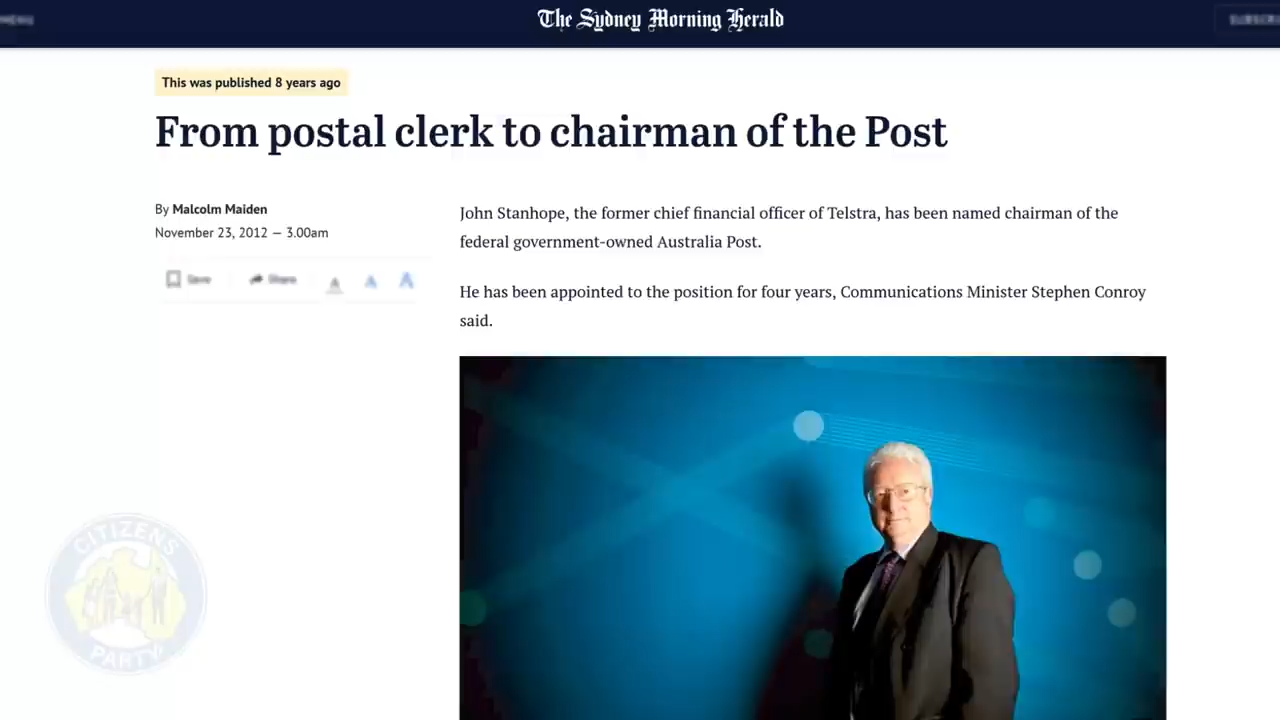 MENU
The Sydney Morning Herald
This was published 8 years ago
From postal clerk to chairman of the Post
By Malcolm Maiden
November 23, 2012 — 3.00am
Save
Share
A
A
A
John Stanhope, the former chief financial officer of Telstra, has been named chairman of the
federal government-owned Australia Post.
He has been appointed to the position for four years, Communications Minister Stephen Conroy
said.
CITIZENS
PARTY